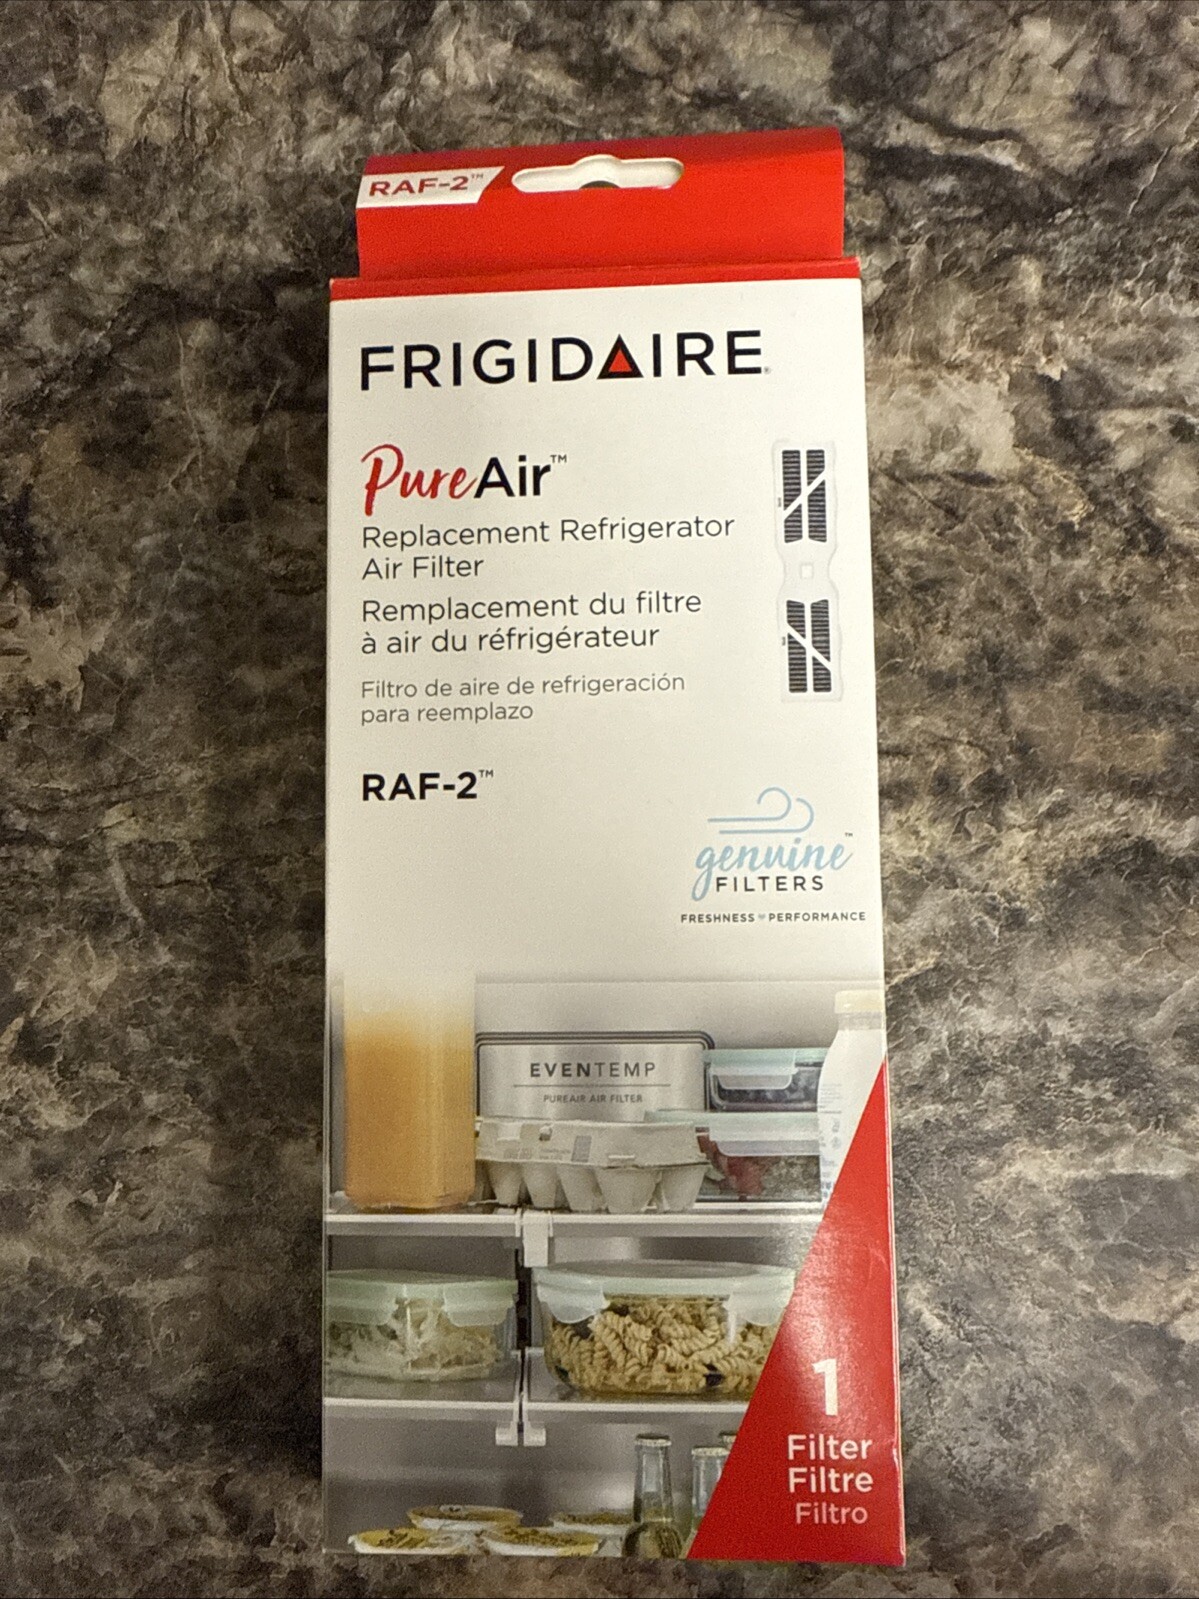 RAF-2™
FRIGIDAIRE®
PureAir™
Replacement Refrigerator
Air Filter
Remplacement du filtre
à air du réfrigérateur
Filtro de aire de refrigeración
para reemplazo
RAF-2™
genuine™
FILTERS
FRESHNESS PERFORMANCE
EVENTEMP
PUREAIR AIR FILTER
1
Filter
Filtre
Filtro